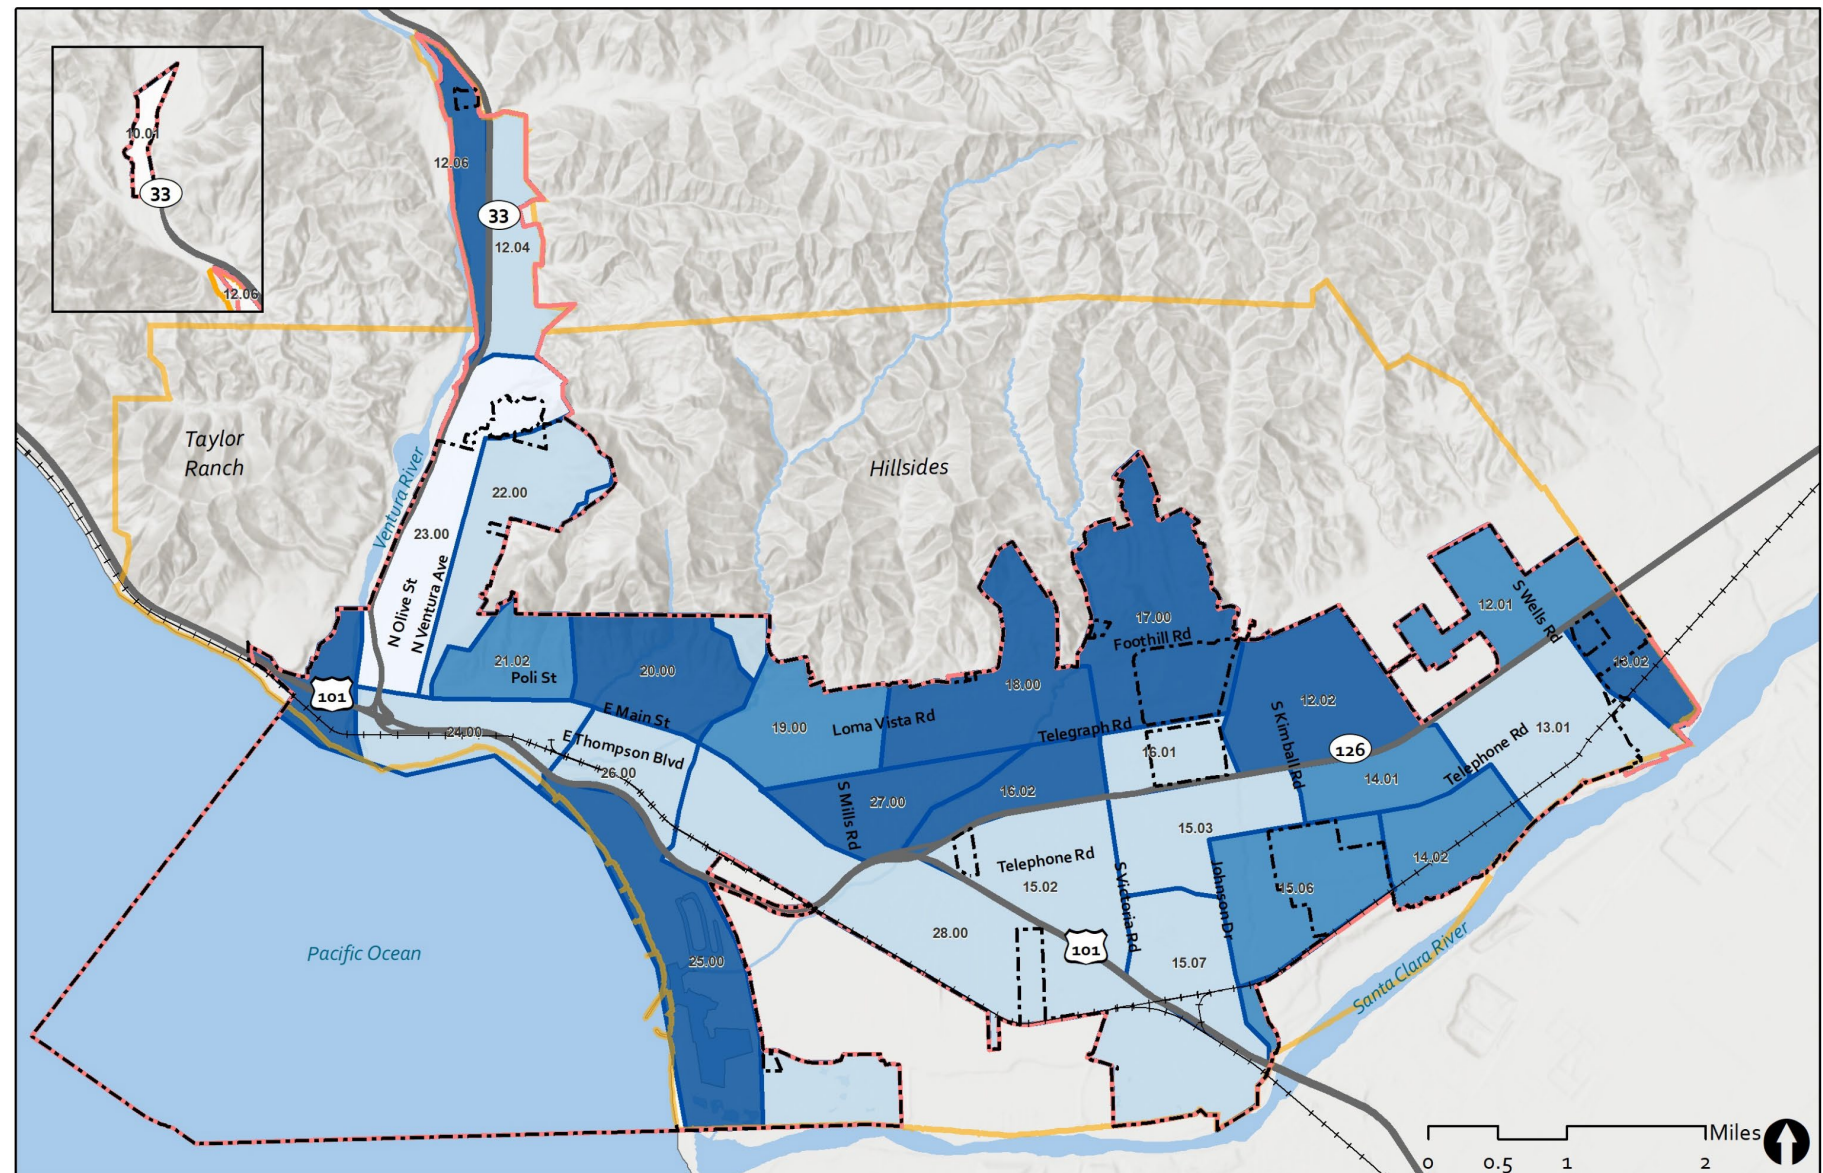 10.01
33
12.06
12.06
33
12.04
Taylor
Ranch
Hillsides
Ventura River
22.00
23.00
N Olive St
N Ventura Ave
17.00
Foothill Rd
12.01
S Wells Rd
13.02
21.02
Poli St
20.00
18.00
12.02
101
E Main St
19.00
Loma Vista Rd
Telegraph Rd
S Kimball Rd
24.00
E Thompson Blvd
26.00
16.01
126
13.01
Telephone Rd
14.01
S Mills Rd
27.00
16.02
15.03
Telephone Rd
15.02
14.02
S Victoria Rd
Johnson Dr
15.06
28.00
101
15.07
Pacific Ocean
25.00
Santa Clara River
Miles
0 0.5 1 2